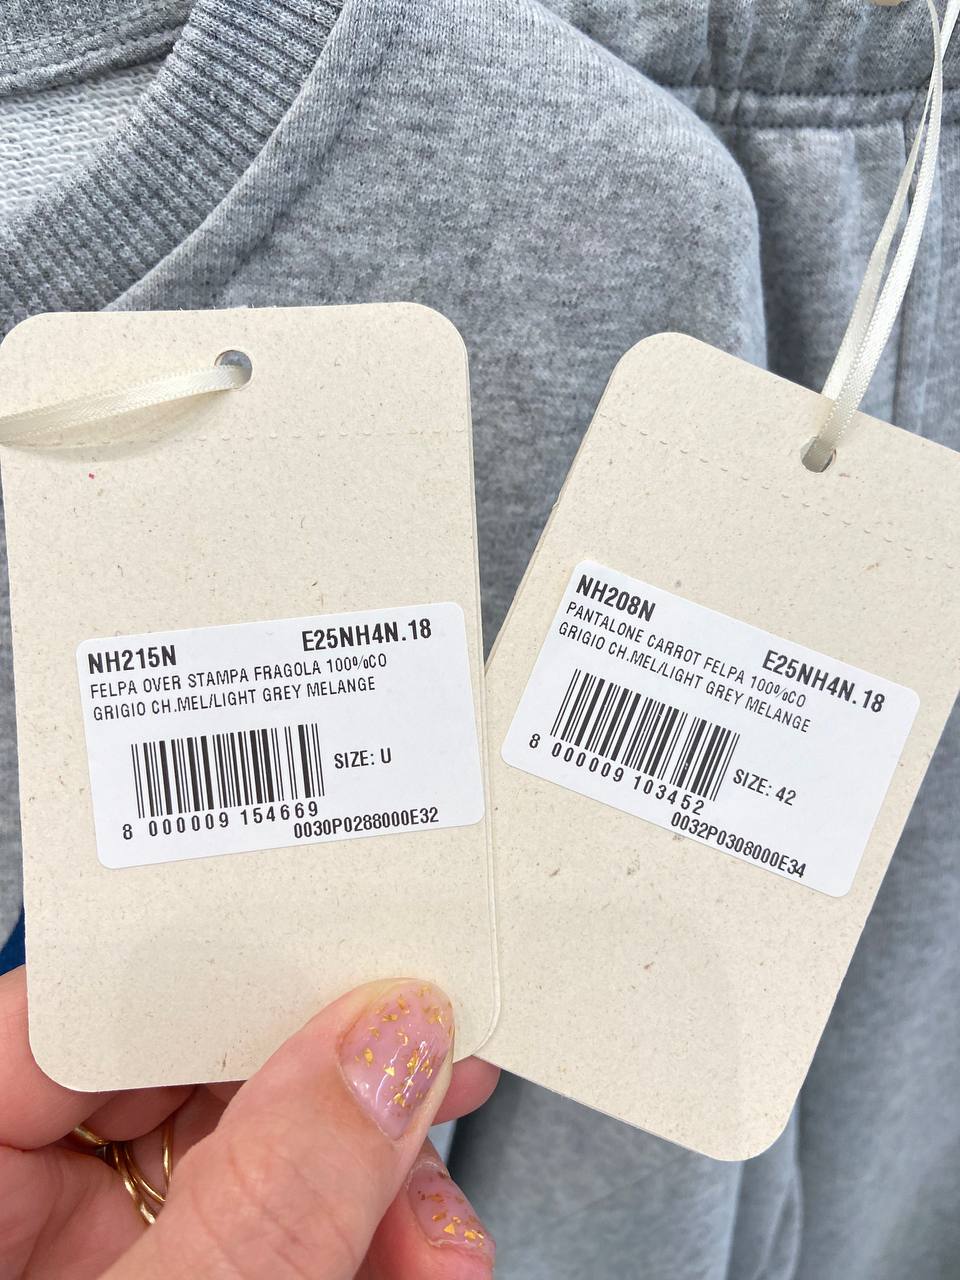 NH215N E25NH4N.18
FELPA OVER STAMPA FRAGOLA 100%CO
GRIGIO CH.MEL/LIGHT GREY MELANGE
SIZE: U
8 000009 154669
0030P0288000E32
NH208N E25NH4N.18
PANTALONE CARROT FELPA 100%CO
GRIGIO CH.MEL/LIGHT GREY MELANGE
SIZE: 42
8 000009 103452
0032P0308000E34